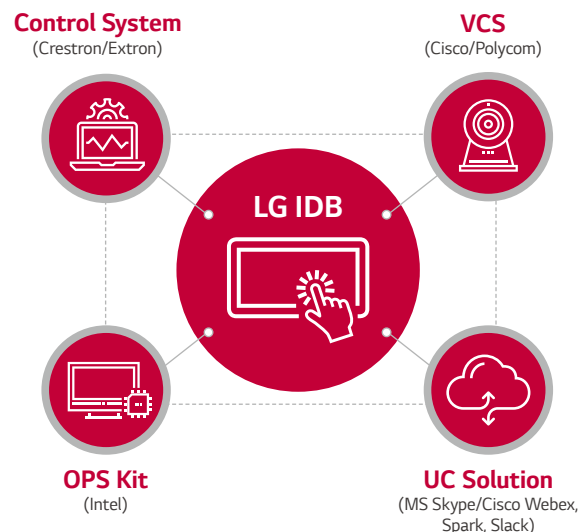 Control System
(Crestron/Extron)
VCS
(Cisco/Polycom)
LG IDB
OPS Kit
(Intel)
UC Solution
(MS Skype/Cisco Webex,
Spark, Slack)